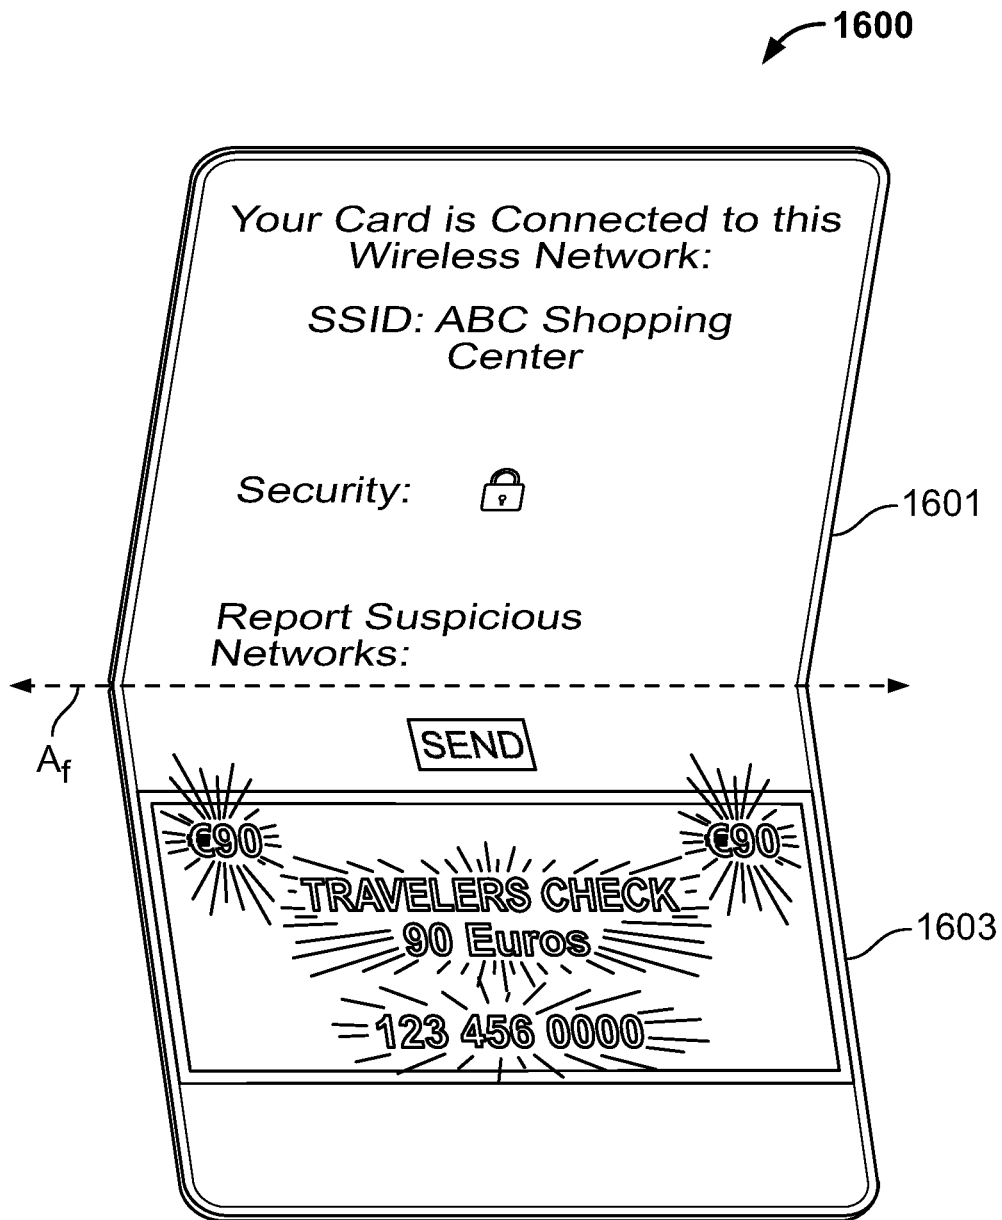 1600
Your Card is Connected to this
Wireless Network:
SSID: ABC Shopping
Center
Security:
1601
Report Suspicious
Networks:
Af
SEND
€90 €90
TRAVELERS CHECK
90 Euros
1603
123 456 0000